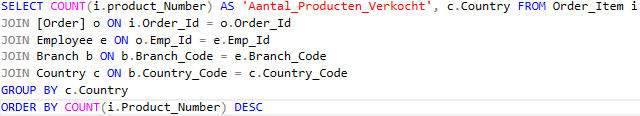 SELECT COUNT(i.product_Number) AS 'Aantal_Producten_Verkocht', c.Country FROM Order_Item i
JOIN [Order] o ON i.Order_Id = o.Order_Id
JOIN Employee e ON o.Emp_Id = e.Emp_Id
JOIN Branch b ON b.Branch_Code = e.Branch_Code
JOIN Country c ON b.Country_Code = c.Country_Code
GROUP BY c.Country
ORDER BY COUNT(i.Product_Number) DESC